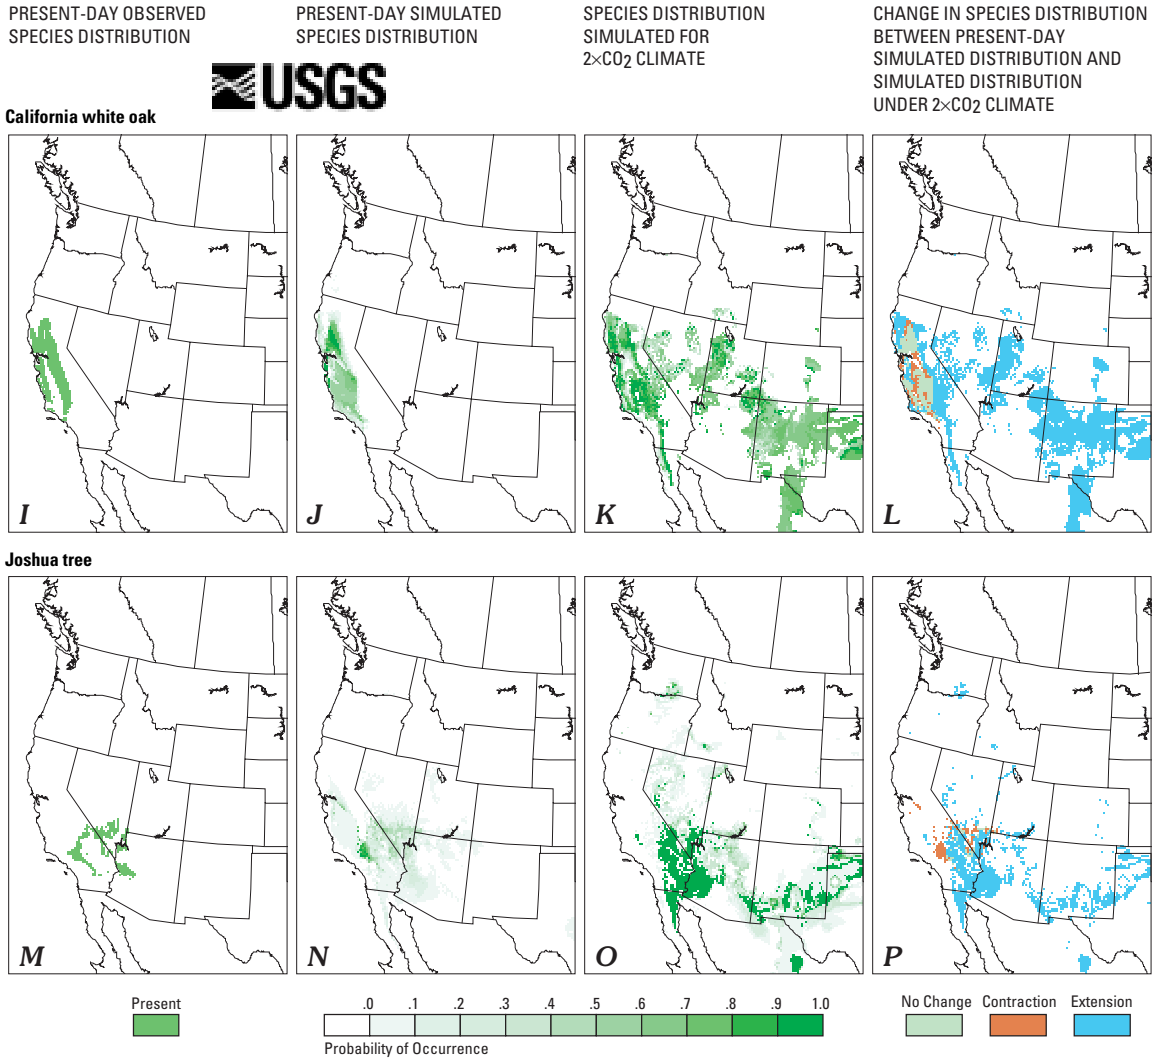 PRESENT-DAY OBSERVED
SPECIES DISTRIBUTION
PRESENT-DAY SIMULATED
SPECIES DISTRIBUTION
SPECIES DISTRIBUTION
SIMULATED FOR
2×CO2 CLIMATE
CHANGE IN SPECIES DISTRIBUTION
BETWEEN PRESENT-DAY
SIMULATED DISTRIBUTION AND
SIMULATED DISTRIBUTION
UNDER 2×CO2 CLIMATE
USGS
California white oak
I
J
K
L
Joshua tree
M
N
O
P
Present
.0 .1 .2 .3 .4 .5 .6 .7 .8 .9 1.0
Probability of Occurrence
No Change Contraction Extension